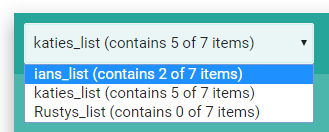 katies_list (contains 5 of 7 items)
ians_list (contains 2 of 7 items)
katies_list (contains 5 of 7 items)
Rustys_list (contains 0 of 7 items)